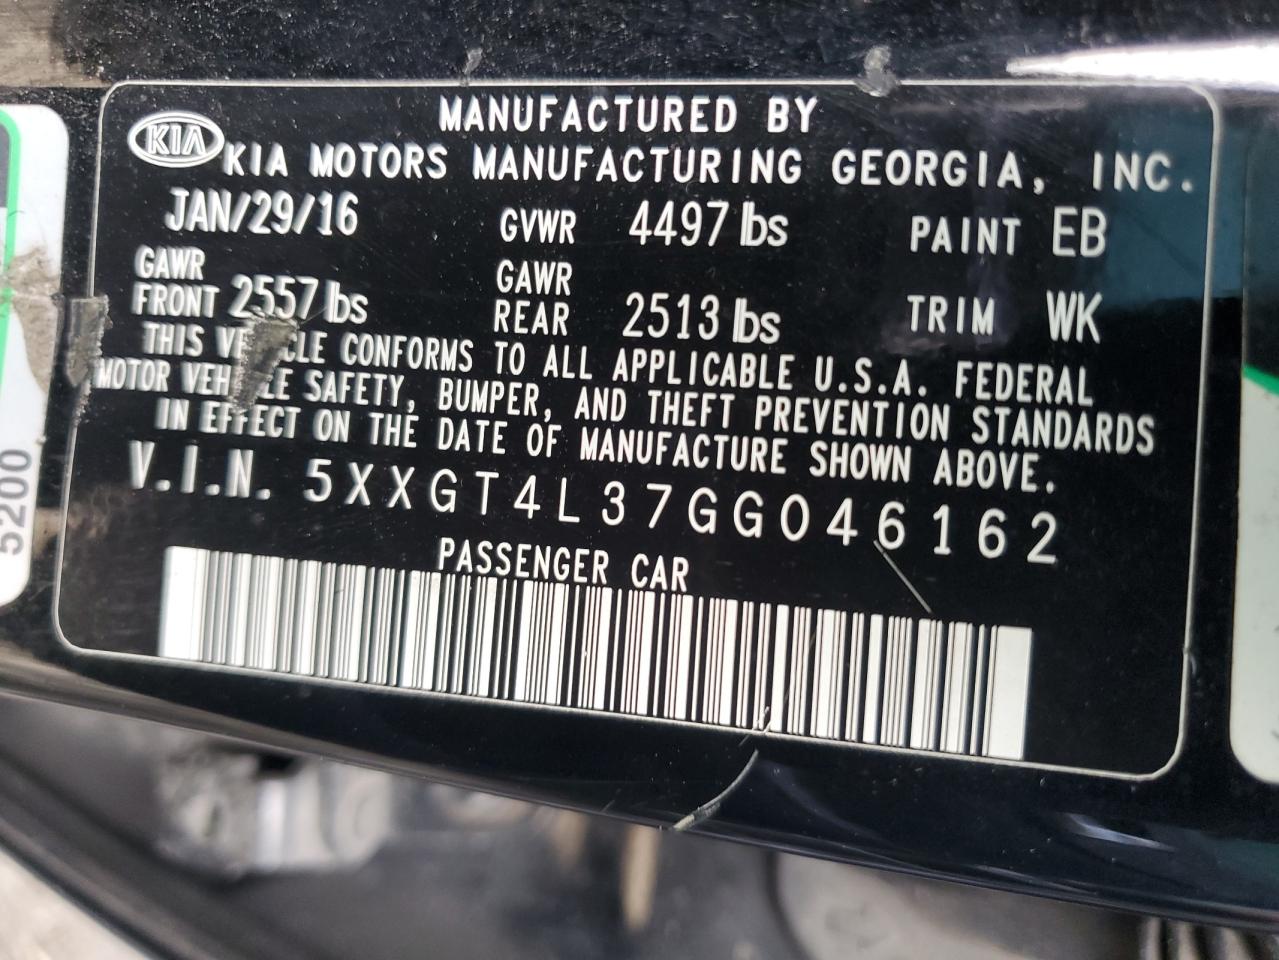 MANUFACTURED BY
KIA KIA MOTORS MANUFACTURING GEORGIA, INC.
JAN/29/16 GVWR 4497 lbs PAINT EB
GAWR FRONT 2557 lbs GAWR REAR 2513 lbs TRIM WK
THIS VEHICLE CONFORMS TO ALL APPLICABLE U.S.A. FEDERAL
MOTOR VEHICLE SAFETY, BUMPER, AND THEFT PREVENTION STANDARDS
IN EFFECT ON THE DATE OF MANUFACTURE SHOWN ABOVE.
V.I.N. 5XXGT4L37GG046162
PASSENGER CAR
5200